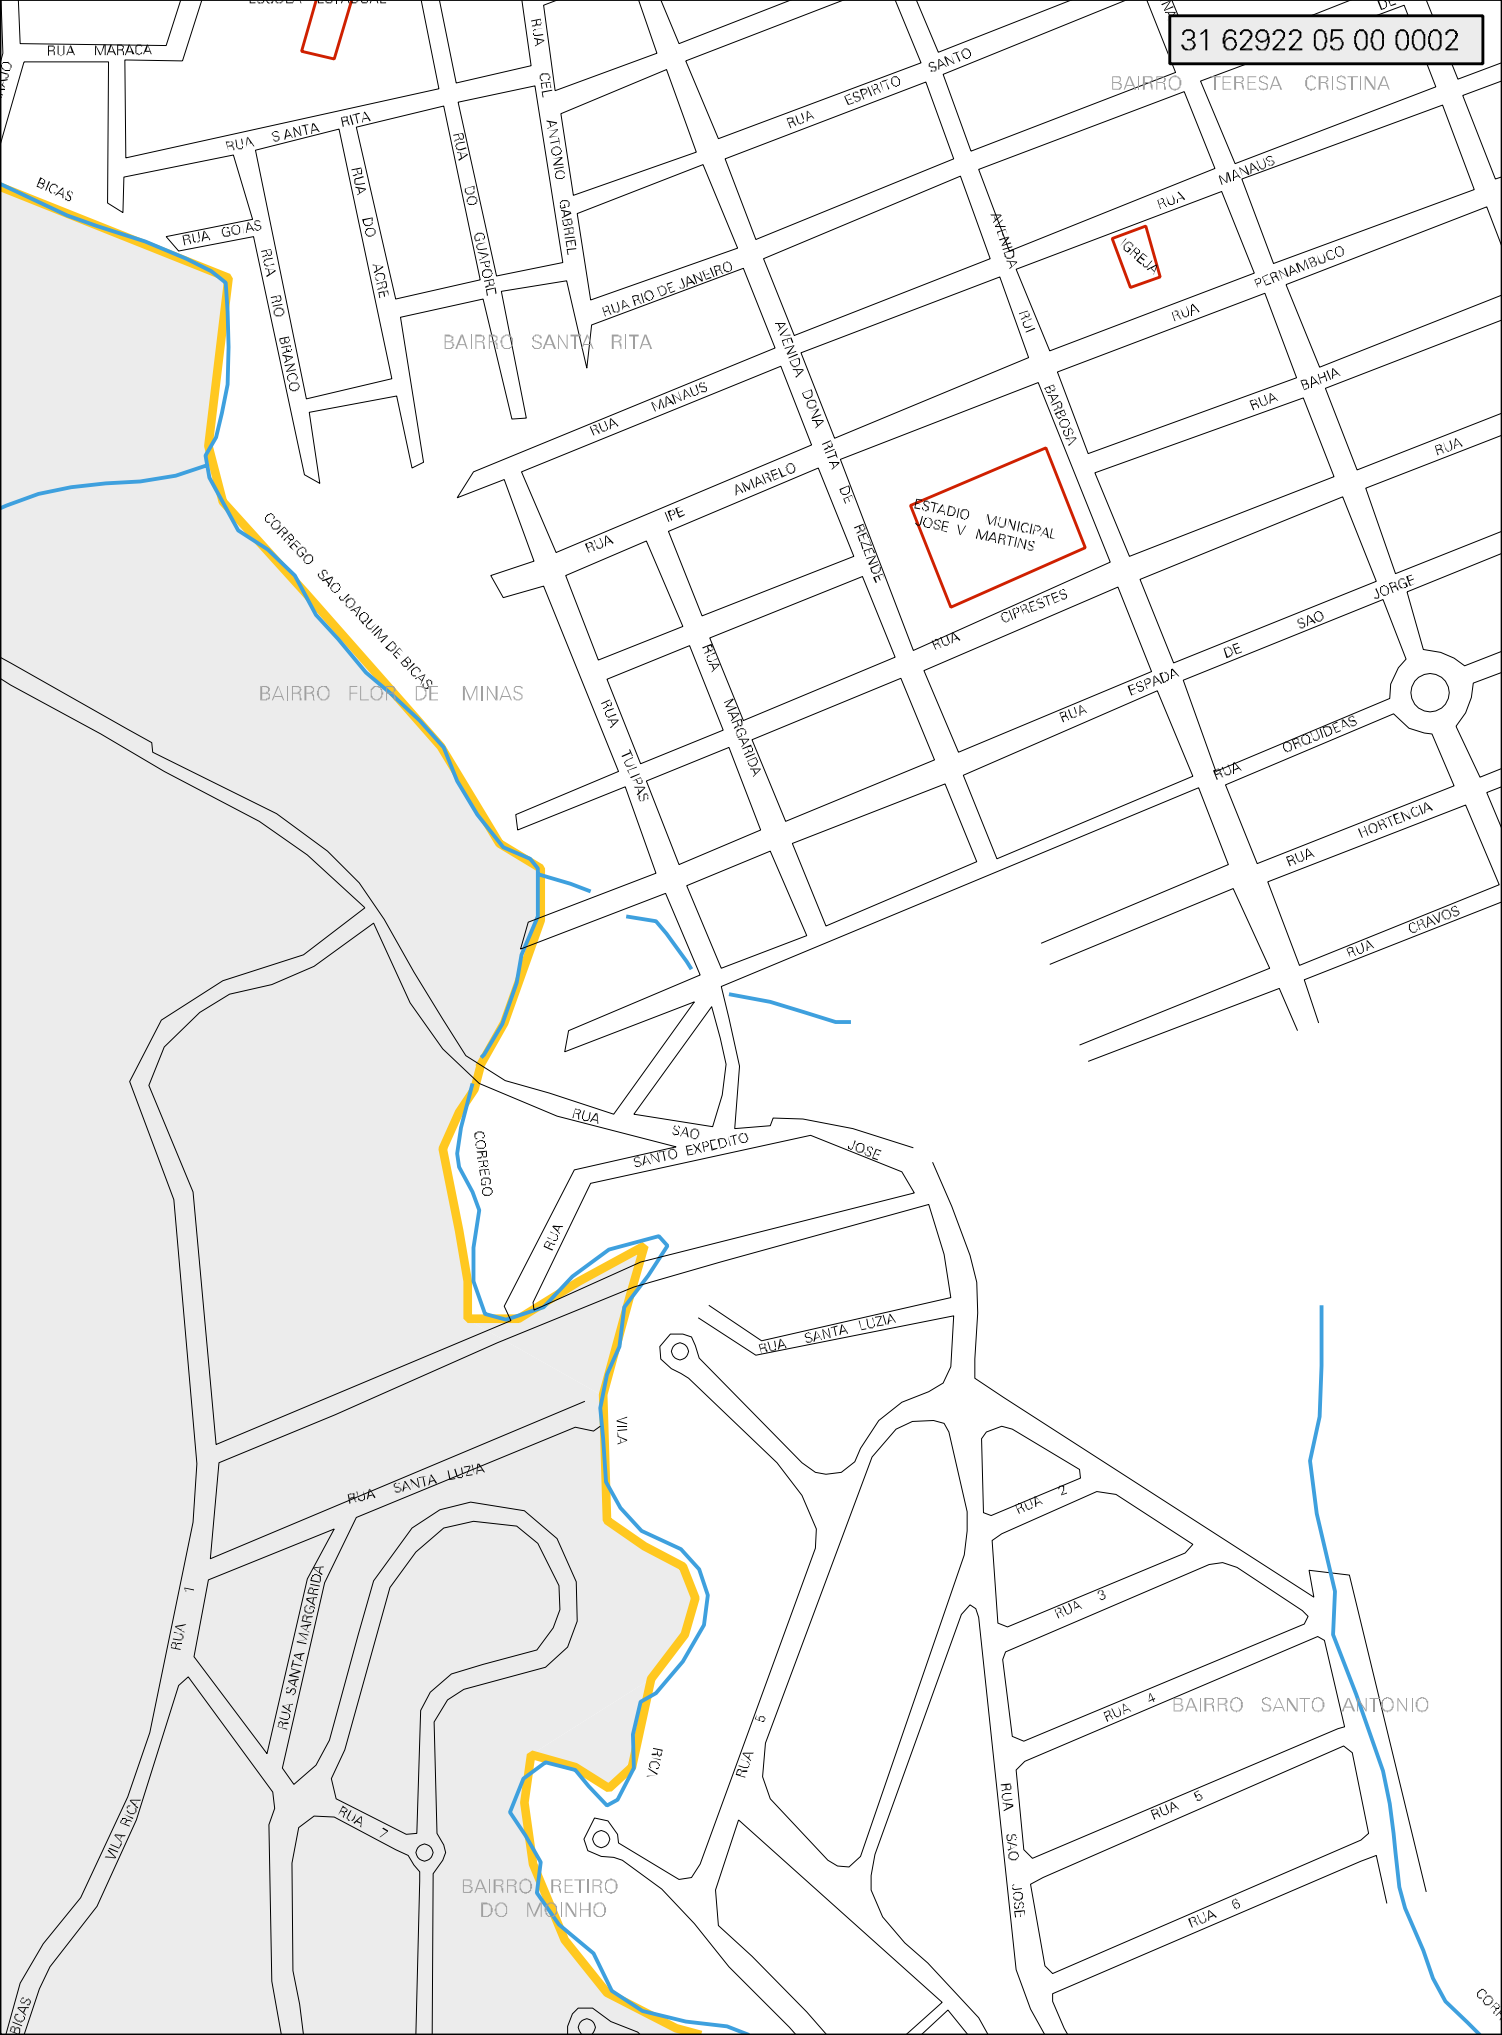 ESCOLA ESTADUAL
31 62922 05 00 0002
RUA MARACA
BAIRRO TERESA CRISTINA
RUA CEL ANTONIO GABRIEL
RUA ESPIRITO SANTO
RUA SANTA RITA
RUA DO GUAPORE
RUA DO ACRE
BICAS
RUA GOIAS
RUA RIO BRANCO
RUA RIO DE JANEIRO
BAIRRO SANTA RITA
RUA MANAUS
IGREJA
RUA PERNAMBUCO
AVENIDA RUI BARBOSA
AVENIDA DONA RITA DE REZENDE
RUA BAHIA
RUA MANAUS
RUA
RUA IPE AMARELO
ESTADIO MUNICIPAL
JOSE V MARTINS
CORREGO SAO JOAQUIM DE BICAS
RUA CIPRESTES
RUA ESPADA DE SAO JORGE
BAIRRO FLOR DE MINAS
RUA MARGARIDA
RUA TULIPAS
RUA ORQUIDEAS
RUA HORTENCIA
RUA CRAVOS
RUA SAO JOSE
RUA SANTO EXPEDITO
CORREGO VILA RICA
RUA SANTA LUZIA
RUA SANTA LUZIA
RUA 2
RUA 3
RUA 1
RUA SANTA MARGARIDA
RUA 4
BAIRRO SANTO ANTONIO
RUA 5
RUA 5
RUA 7
VILA RICA
RUA SAO JOSE
BAIRRO RETIRO
DO MOINHO
RUA 6
BICAS